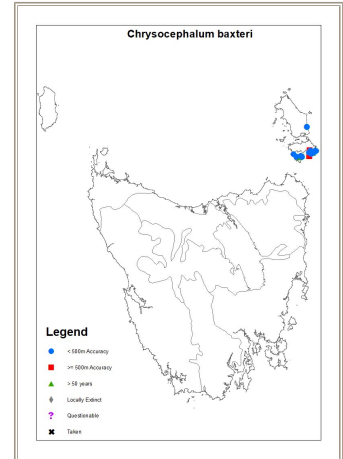 Chrysocephalum baxteri
Legend
< 500m Accuracy
>= 500m Accuracy
> 50 years
Locally Extinct
Questionable
Taken